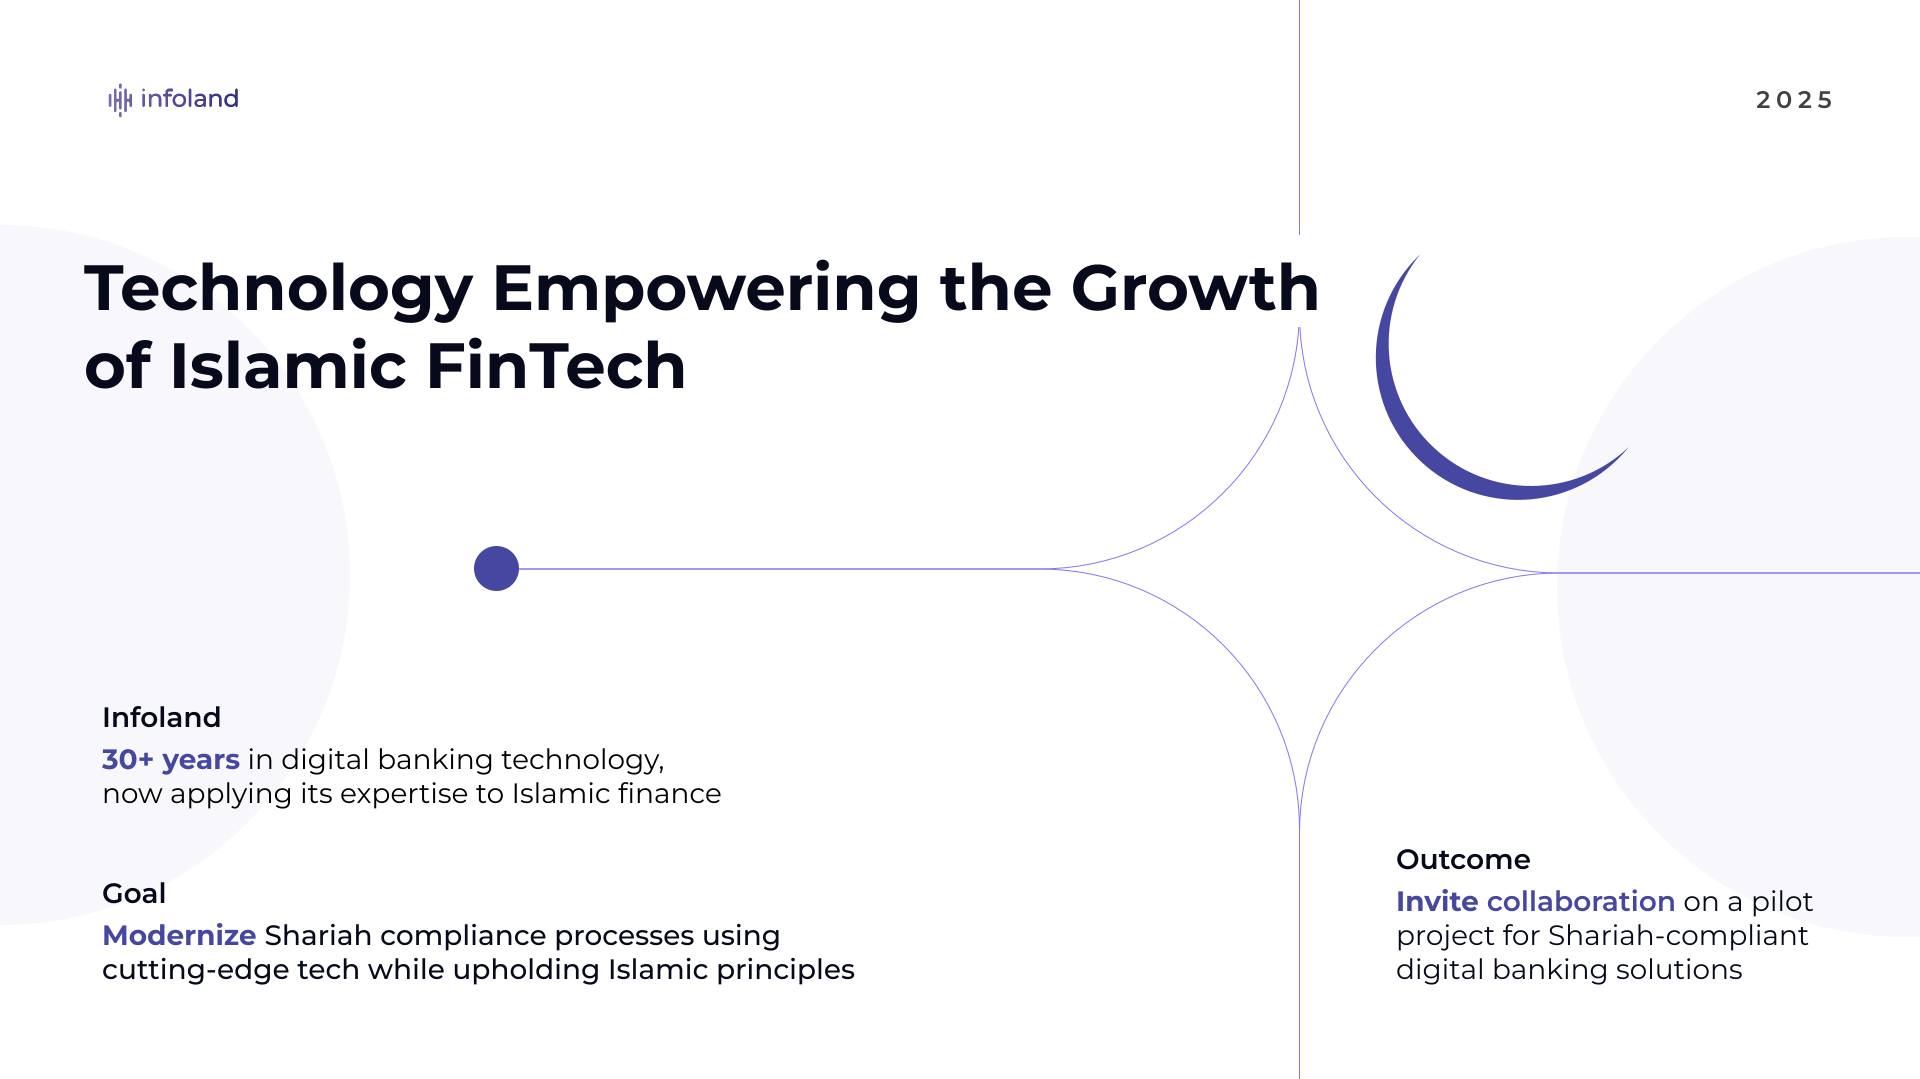 infoland
2025
Technology Empowering the Growth
of Islamic FinTech
Infoland
30+ years in digital banking technology,
now applying its expertise to Islamic finance
Goal
Modernize Shariah compliance processes using
cutting-edge tech while upholding Islamic principles
Outcome
Invite collaboration on a pilot
project for Shariah-compliant
digital banking solutions